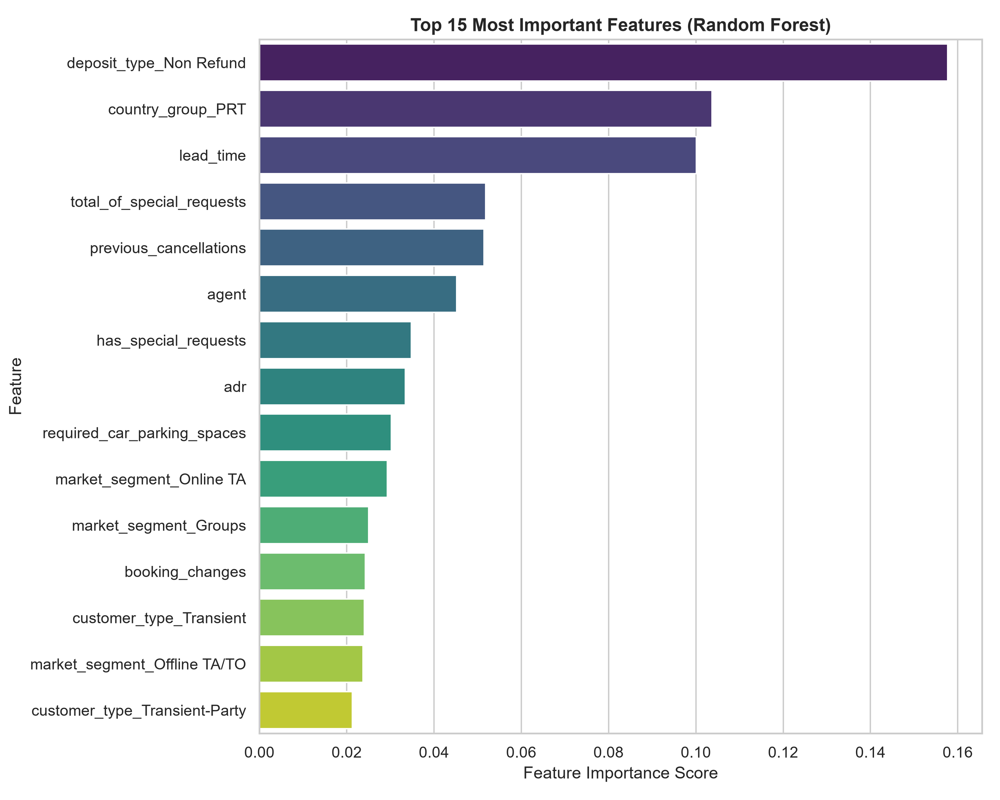 Top 15 Most Important Features (Random Forest)
deposit_type_Non Refund
country_group_PRT
lead_time
total_of_special_requests
previous_cancellations
agent
has_special_requests
adr
required_car_parking_spaces
market_segment_Online TA
market_segment_Groups
booking_changes
customer_type_Transient
market_segment_Offline TA/TO
customer_type_Transient-Party
Feature
0.00 0.02 0.04 0.06 0.08 0.10 0.12 0.14 0.16
Feature Importance Score